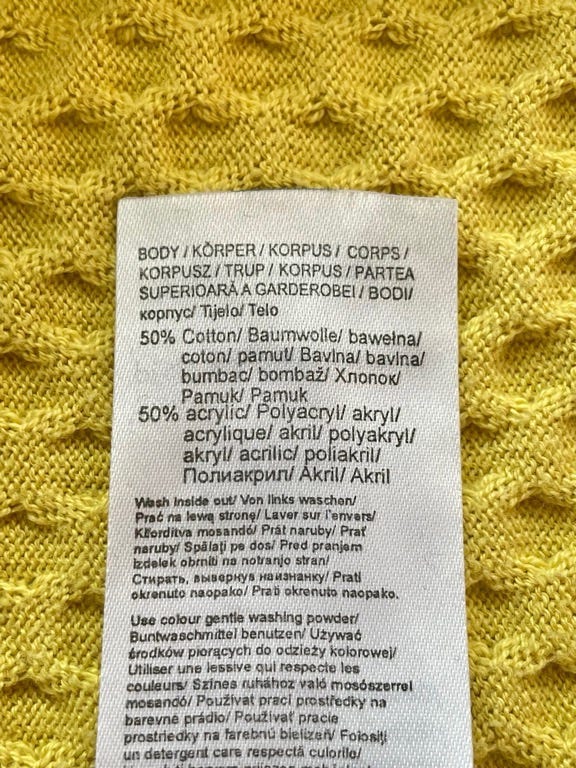 BODY / KÖRPER / KORPUS / CORPS /
KORPUSZ / TRUP / KORPUS / PARTEA
SUPERIOARĂ A GARDEROBEI / BODI/
корпус/ Tijelo/ Telo
50% Cotton/ Baumwolle/ bawełna/
coton/ pamut/ Bavlna/ bavlna/
bumbac/ bombaž/ Хлопок/
Pamuk/ Pamuk
50% acrylic/ Polyacryl/ akryl/
acrylique/ akril/ polyakryl/
akryl/ acrilic/ poliakril/
Полиакрил/ Akril/ Akril
Wash inside out/ Von links waschen/
Prać na lewą stronę/ Laver sur l'envers/
Kifordítva mosandó/ Prát naruby/ Prať
naruby/ Spălați pe dos/ Pred pranjem
izdelek obrniti na notranjo stran/
Стирать, вывернув наизнанку/ Prati
okrenuto naopako/ Prati okrenuto naopako.
Use colour gentle washing powder/
Buntwaschmittel benutzen/ Używać
środków piorących do odzieży kolorowej/
Utiliser une lessive qui respecte les
couleurs/ Színes ruhához való mosószerrel
mosandó/ Používat prací prostředky na
barevné prádlo/ Používať pracie
prostriedky na farebnú bielizeň/ Folosiți
un detergent care respectă culorile/